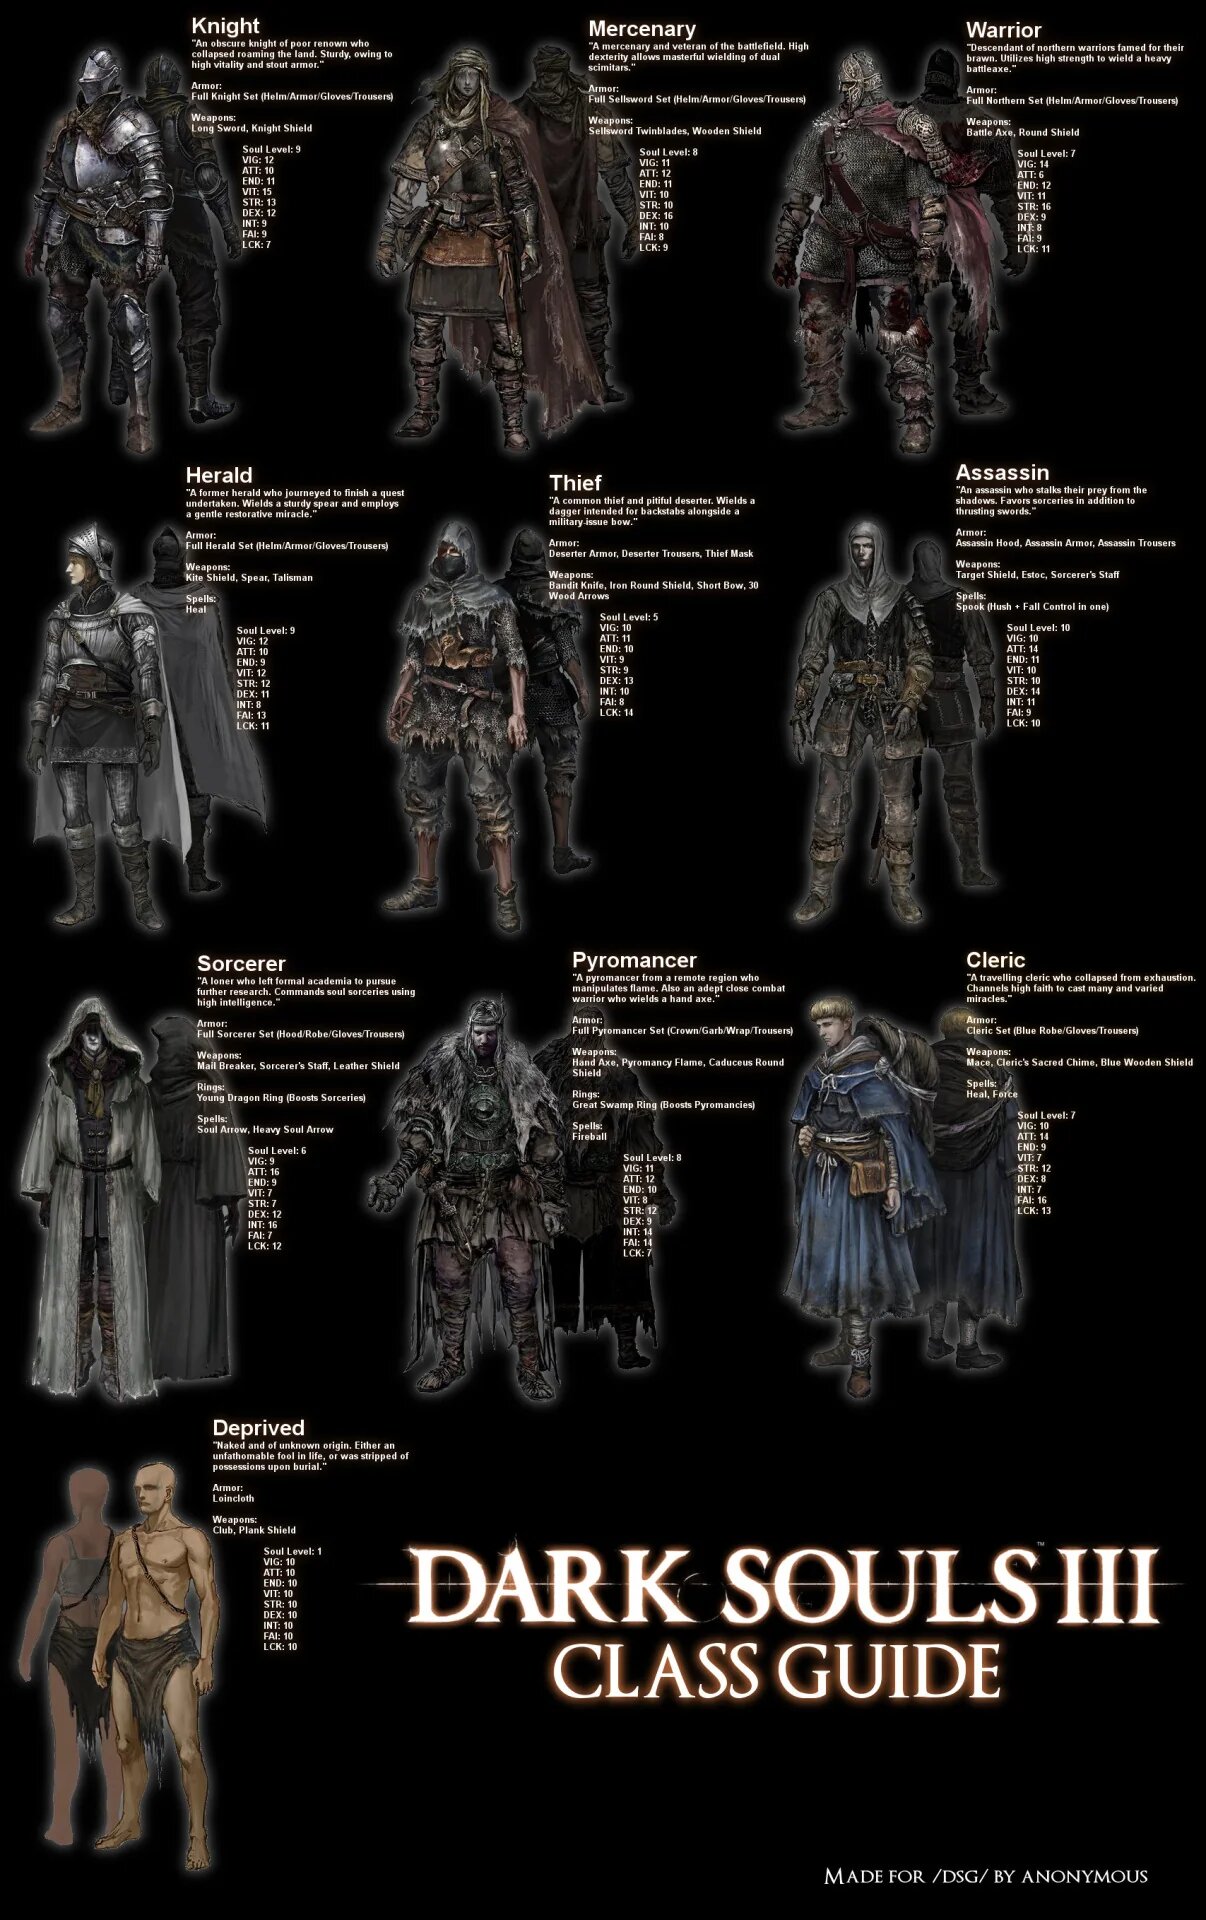 Knight
"An obscure knight of poor renown who
collapsed roaming the land. Sturdy, owing to
high vitality and stout armor."
Armor:
Full Knight Set (Helm/Armor/Gloves/Trousers)
Weapons:
Long Sword, Knight Shield
Soul Level: 9
VIG: 12
ATT: 10
END: 11
VIT: 15
STR: 13
DEX: 12
INT: 9
FAI: 9
LCK: 7
Mercenary
"A mercenary and veteran of the battlefield. High
dexterity allows masterful wielding of dual
scimitars."
Armor:
Full Sellsword Set (Helm/Armor/Gloves/Trousers)
Weapons:
Sellsword Twinblades, Wooden Shield
Soul Level: 8
VIG: 11
ATT: 12
END: 11
VIT: 10
STR: 10
DEX: 16
INT: 10
FAI: 8
LCK: 9
Warrior
"Descendant of northern warriors famed for their
brawn. Utilizes high strength to wield a heavy
battleaxe."
Armor:
Full Northern Set (Helm/Armor/Gloves/Trousers)
Weapons:
Battle Axe, Round Shield
Soul Level: 7
VIG: 14
ATT: 6
END: 12
VIT: 11
STR: 16
DEX: 9
INT: 8
FAI: 9
LCK: 11
Herald
"A former herald who journeyed to finish a quest
undertaken. Wields a sturdy spear and employs
a gentle restorative miracle."
Armor:
Full Herald Set (Helm/Armor/Gloves/Trousers)
Weapons:
Kite Shield, Spear, Talisman
Spells:
Heal
Soul Level: 9
VIG: 12
ATT: 10
END: 9
VIT: 12
STR: 12
DEX: 11
INT: 8
FAI: 13
LCK: 11
Thief
"A common thief and pitiful deserter. Wields a
dagger intended for backstabs alongside a
military-issue bow."
Armor:
Deserter Armor, Deserter Trousers, Thief Mask
Weapons:
Bandit Knife, Iron Round Shield, Short Bow, 30
Wood Arrows
Soul Level: 5
VIG: 10
ATT: 11
END: 10
VIT: 9
STR: 9
DEX: 13
INT: 10
FAI: 8
LCK: 14
Assassin
"An assassin who stalks their prey from the
shadows. Favors sorceries in addition to
thrusting swords."
Armor:
Assassin Hood, Assassin Armor, Assassin Trousers
Weapons:
Target Shield, Estoc, Sorcerer's Staff
Spells:
Spook (Hush + Fall Control in one)
Soul Level: 10
VIG: 10
ATT: 14
END: 11
VIT: 10
STR: 10
DEX: 14
INT: 11
FAI: 9
LCK: 10
Sorcerer
"A loner who left formal academia to pursue
further research. Commands soul sorceries using
high intelligence."
Armor:
Full Sorcerer Set (Hood/Robe/Gloves/Trousers)
Weapons:
Mail Breaker, Sorcerer's Staff, Leather Shield
Rings:
Young Dragon Ring (Boosts Sorceries)
Spells:
Soul Arrow, Heavy Soul Arrow
Soul Level: 6
VIG: 9
ATT: 16
END: 9
VIT: 7
STR: 7
DEX: 12
INT: 16
FAI: 7
LCK: 12
Pyromancer
"A pyromancer from a remote region who
manipulates flame. Also an adept close combat
warrior who wields a hand axe."
Armor:
Full Pyromancer Set (Crown/Garb/Wrap/Trousers)
Weapons:
Hand Axe, Pyromancy Flame, Caduceus Round
Shield
Rings:
Great Swamp Ring (Boosts Pyromancies)
Spells:
Fireball
Soul Level: 8
VIG: 11
ATT: 12
END: 10
VIT: 8
STR: 12
DEX: 9
INT: 14
FAI: 14
LCK: 7
Cleric
"A travelling cleric who collapsed from exhaustion.
Channels high faith to cast many and varied
miracles."
Armor:
Cleric Set (Blue Robe/Gloves/Trousers)
Weapons:
Mace, Cleric's Sacred Chime, Blue Wooden Shield
Spells:
Heal, Force
Soul Level: 7
VIG: 10
ATT: 14
END: 9
VIT: 7
STR: 12
DEX: 8
INT: 7
FAI: 16
LCK: 13
Deprived
"Naked and of unknown origin. Either an
unfathomable fool in life, or was stripped of
possessions upon burial."
Armor:
Loincloth
Weapons:
Club, Plank Shield
Soul Level: 1
VIG: 10
ATT: 10
END: 10
VIT: 10
STR: 10
DEX: 10
INT: 10
FAI: 10
LCK: 10
DARK SOULS III ™
CLASS GUIDE
MADE FOR /DSG/ BY ANONYMOUS